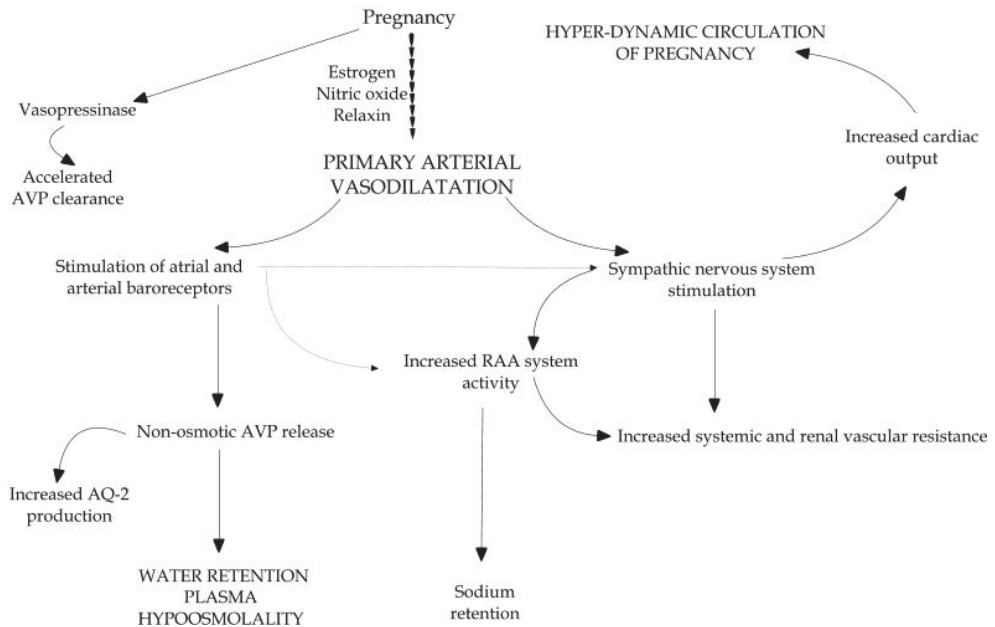 Pregnancy
HYPER-DYNAMIC CIRCULATION
OF PREGNANCY
Estrogen
Nitric oxide
Relaxin
Vasopressinase
Increased cardiac
output
PRIMARY ARTERIAL
VASODILATATION
Accelerated
AVP clearance
Stimulation of atrial and
arterial baroreceptors
Sympathic nervous system
stimulation
Increased RAA system
activity
Non-osmotic AVP release
Increased systemic and renal vascular resistance
Increased AQ-2
production
WATER RETENTION
PLASMA
HYPOOSMOLALITY
Sodium
retention